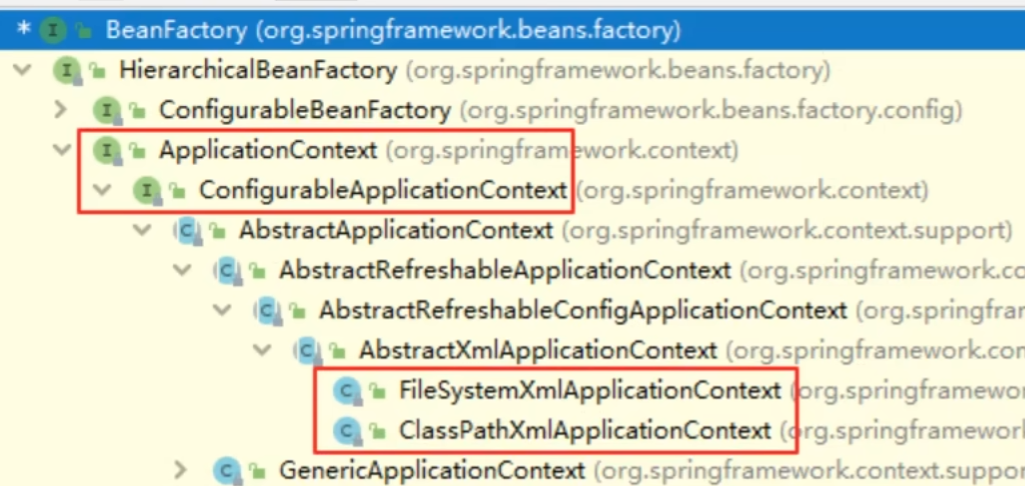 * I BeanFactory (org.springframework.beans.factory)
I HierarchicalBeanFactory (org.springframework.beans.factory)
I ConfigurableBeanFactory (org.springframework.beans.factory.config)
I ApplicationContext (org.springframework.context)
I ConfigurableApplicationContext (org.springframework.context)
C AbstractApplicationContext (org.springframework.context.support)
C AbstractRefreshableApplicationContext (org.springframework.co
C AbstractRefreshableConfigApplicationContext (org.springfran
C AbstractXmlApplicationContext (org.springframework.con
C FileSystemXmlApplicationContext (org.springframewor
C ClassPathXmlApplicationContext (org.springframework
C GenericApplicationContext (org.springframework.context.suppor